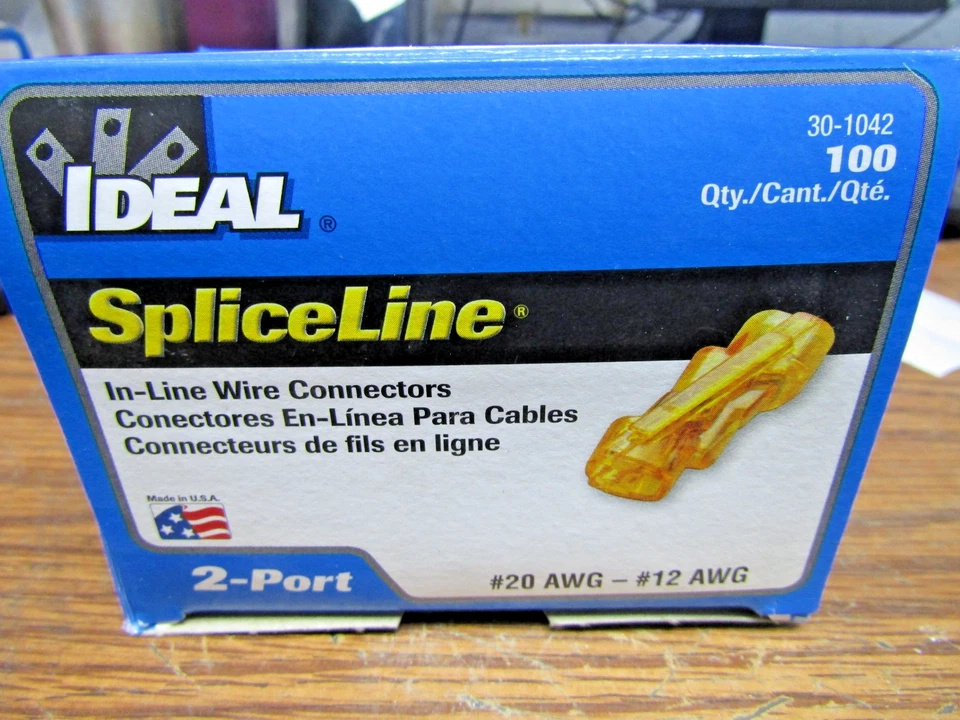 IDEAL®
30-1042
100
Qty./Cant./Qté.
SpliceLine®
In-Line Wire Connectors
Conectores En-Línea Para Cables
Connecteurs de fils en ligne
Made in U.S.A.
2-Port
#20 AWG – #12 AWG